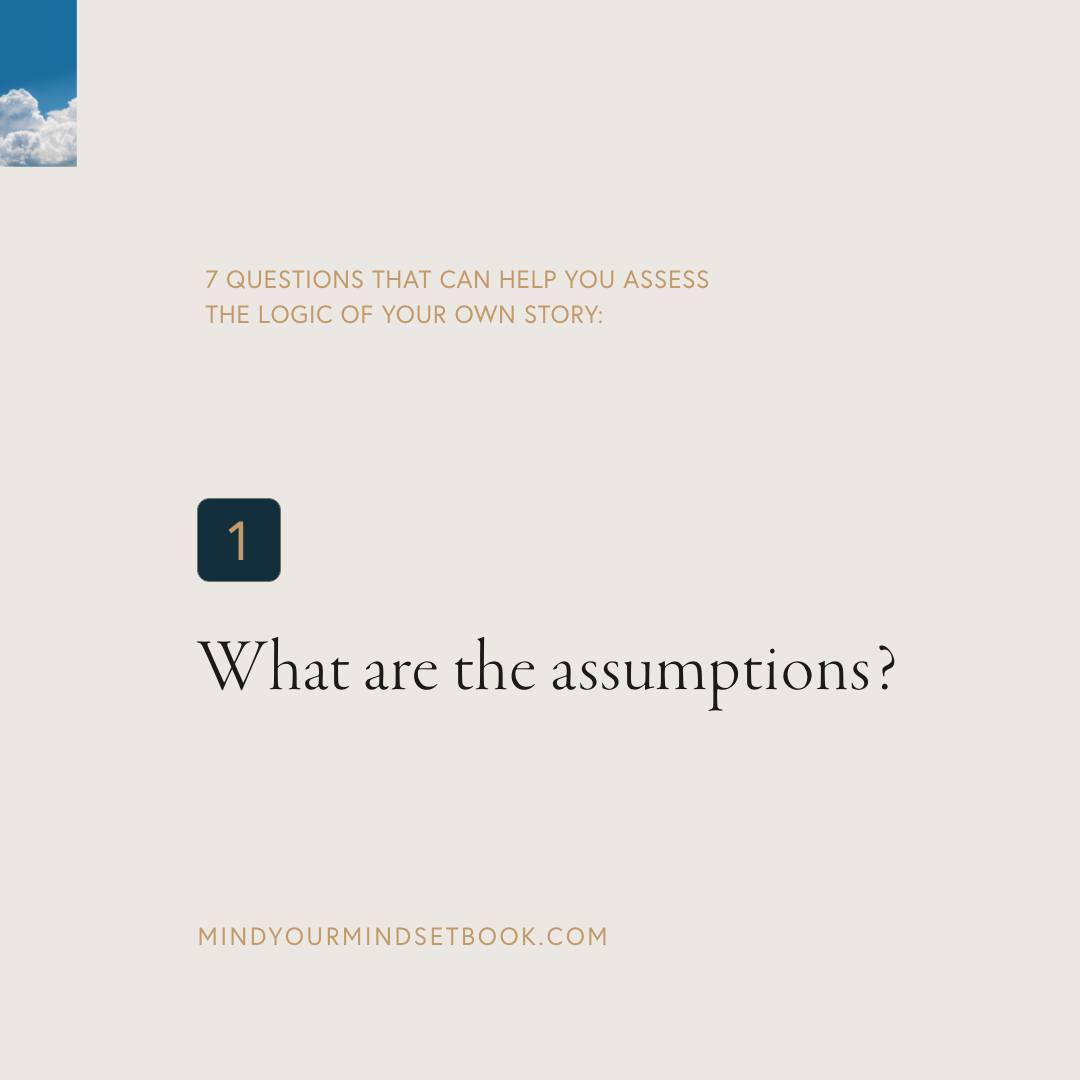 7 QUESTIONS THAT CAN HELP YOU ASSESS
THE LOGIC OF YOUR OWN STORY:
1
What are the assumptions?
MINDYOURMINDSETBOOK.COM